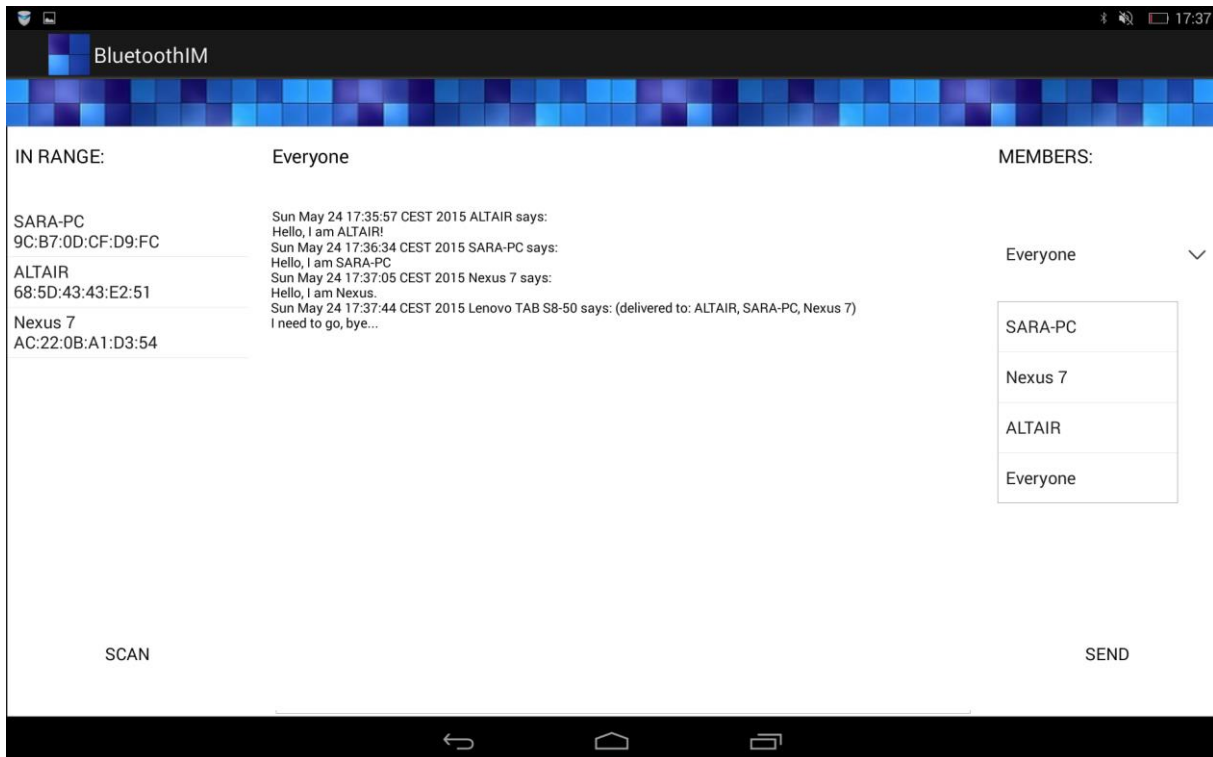 17:37
BluetoothIM
IN RANGE:
SARA-PC
9C:B7:0D:CF:D9:FC
ALTAIR
68:5D:43:43:E2:51
Nexus 7
AC:22:0B:A1:D3:54
SCAN
Everyone
Sun May 24 17:35:57 CEST 2015 ALTAIR says:
Hello, I am ALTAIR!
Sun May 24 17:36:34 CEST 2015 SARA-PC says:
Hello, I am SARA-PC
Sun May 24 17:37:05 CEST 2015 Nexus 7 says:
Hello, I am Nexus.
Sun May 24 17:37:44 CEST 2015 Lenovo TAB S8-50 says: (delivered to: ALTAIR, SARA-PC, Nexus 7)
I need to go, bye...
MEMBERS:
Everyone
SARA-PC
Nexus 7
ALTAIR
Everyone
SEND